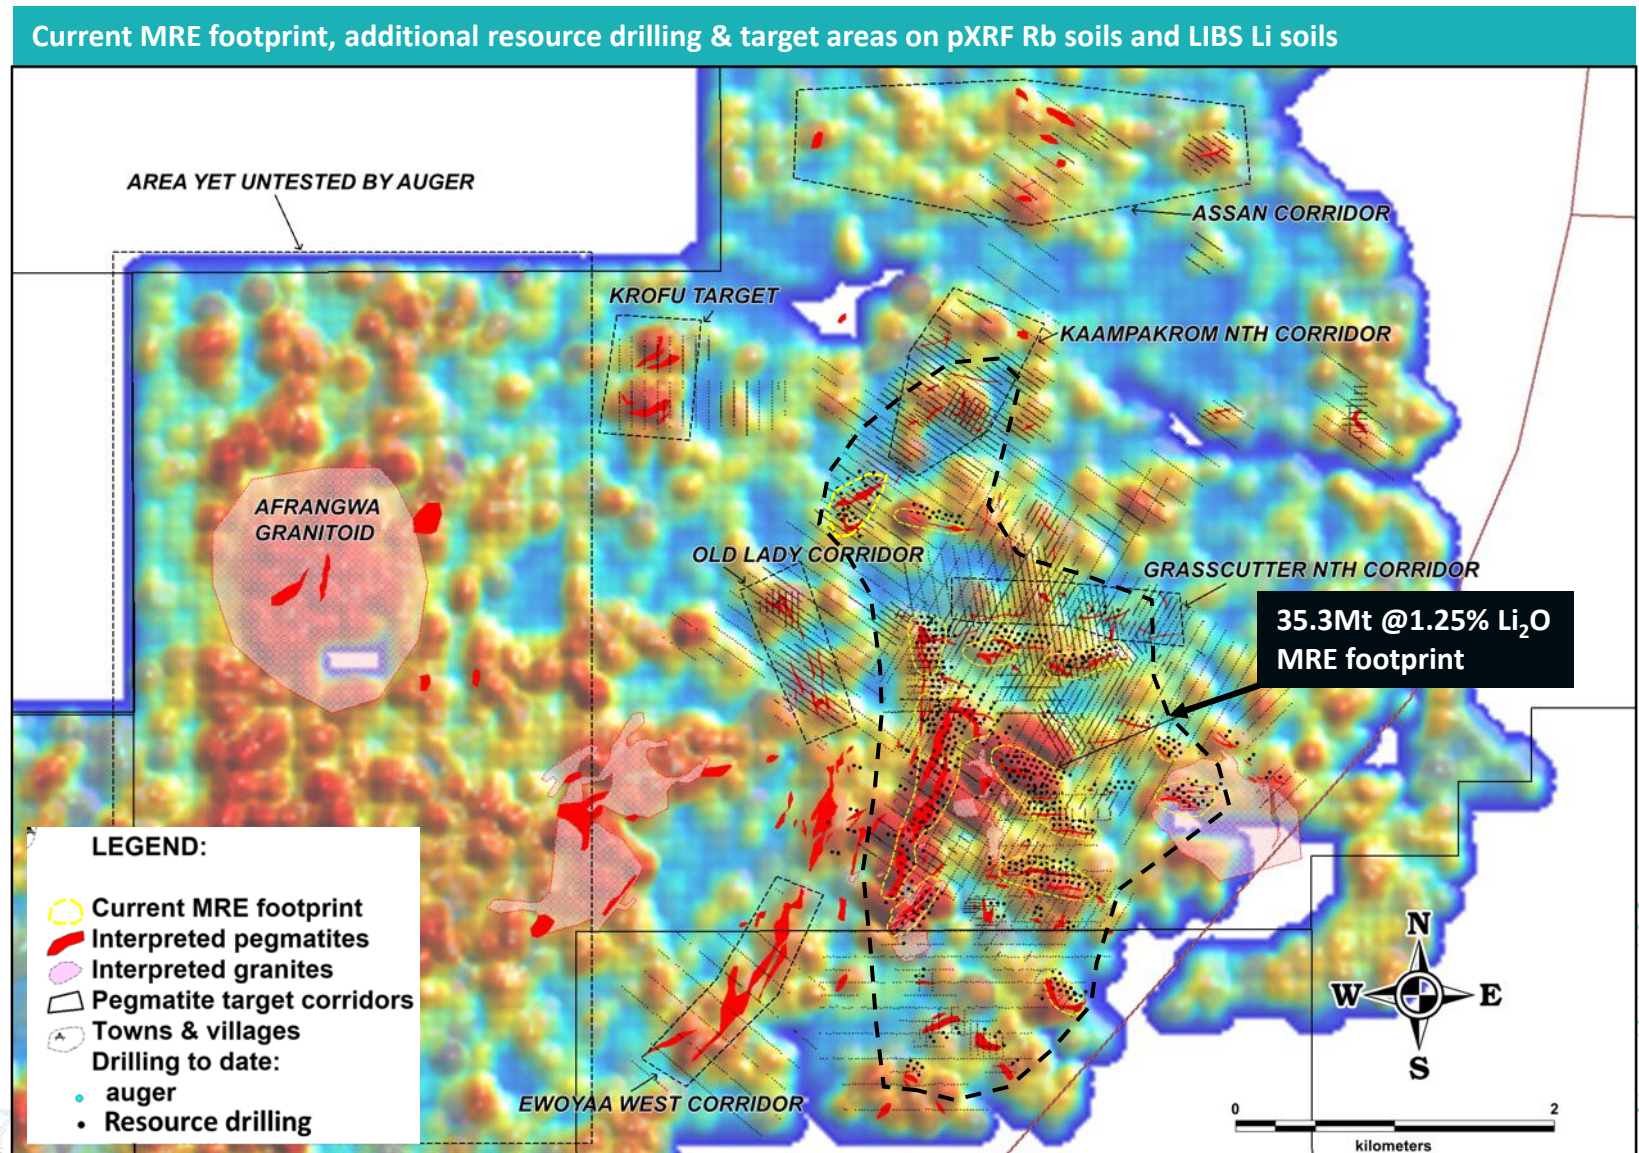 Current MRE footprint, additional resource drilling & target areas on pXRF Rb soils and LIBS Li soils
AREA YET UNTESTED BY AUGER
ASSAN CORRIDOR
KROFU TARGET
KAAMPAKROM NTH CORRIDOR
AFRANGWA
GRANITOID
OLD LADY CORRIDOR
GRASSCUTTER NTH CORRIDOR
35.3Mt @1.25% Li₂O
MRE footprint
LEGEND:
Current MRE footprint
Interpreted pegmatites
Interpreted granites
Pegmatite target corridors
Towns & villages
Drilling to date:
auger
Resource drilling
EWOYAA WEST CORRIDOR
N
W E
S
0 2
kilometers